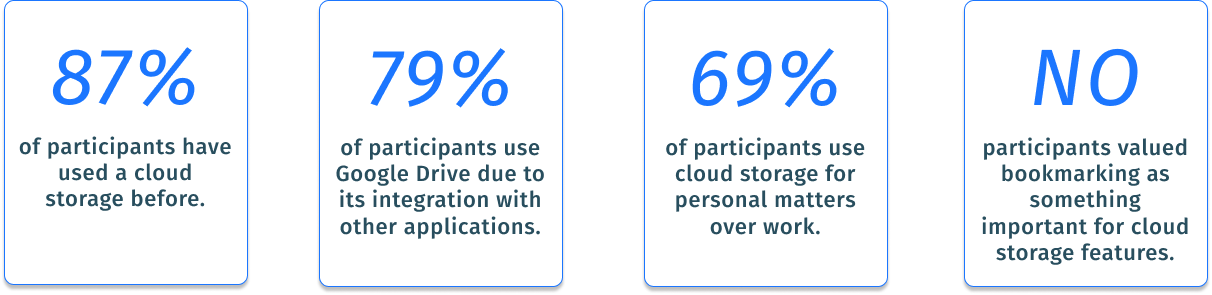 87%
of participants have
used a cloud
storage before.
79%
of participants use
Google Drive due to
its integration with
other applications.
69%
of participants use
cloud storage for
personal matters
over work.
NO
participants valued
bookmarking as
something
important for cloud
storage features.